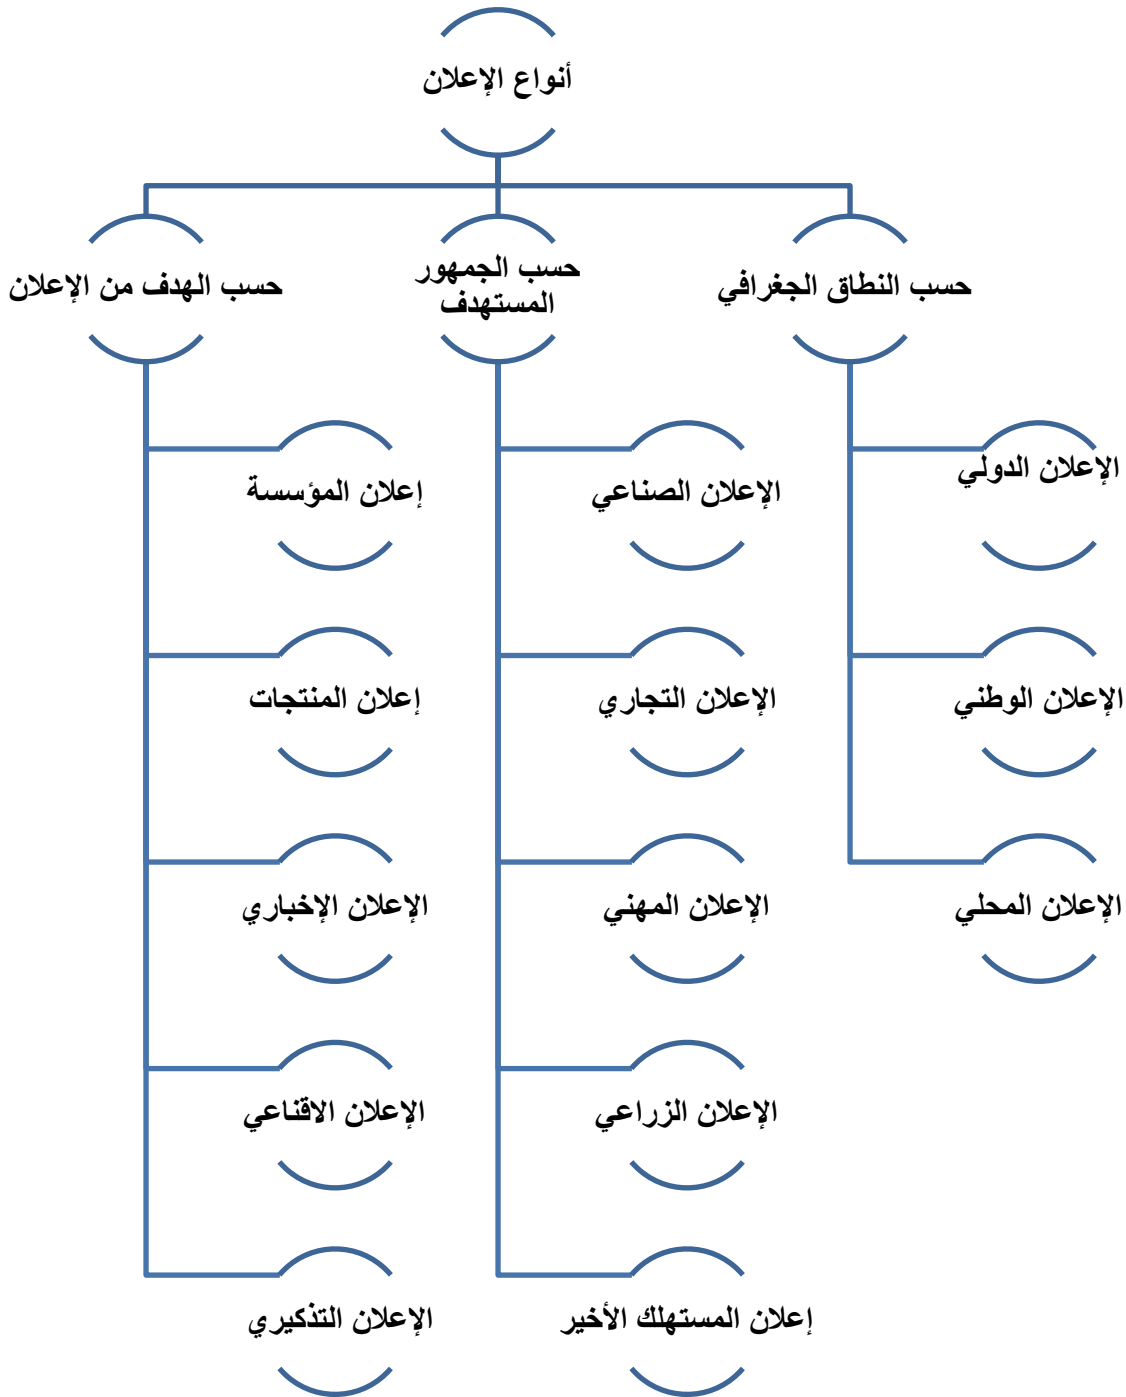 أنواع الإعلان
حسب النطاق الجغرافي
حسب الجمهور
المستهدف
حسب الهدف من الإعلان
الإعلان الدولي
الإعلان الوطني
الإعلان المحلي
الإعلان الصناعي
الإعلان التجاري
الإعلان المهني
الإعلان الزراعي
إعلان المستهلك الأخير
إعلان المؤسسة
إعلان المنتجات
الإعلان الإخباري
الإعلان الاقناعي
الإعلان التذكيري